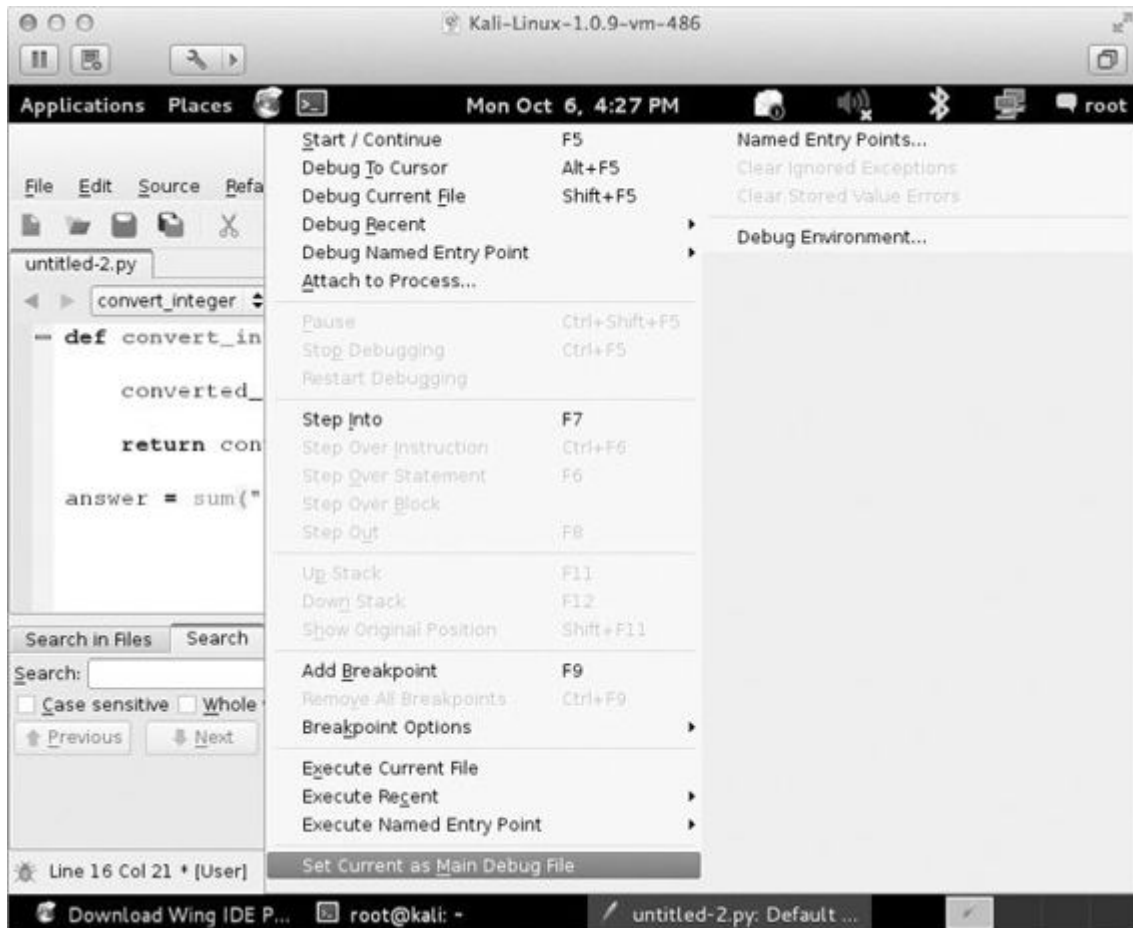 Kali-Linux-1.0.9-vm-486
Applications Places Mon Oct 6, 4:27 PM root
File Edit Source Refa
untitled-2.py
convert_integer
def convert_in
converted_
return con
answer = sum("
Search in Files Search
Search:
Case sensitive Whole
Previous Next
Line 16 Col 21 * [User]
Start / Continue F5
Debug To Cursor Alt+F5
Debug Current File Shift+F5
Debug Recent
Debug Named Entry Point
Attach to Process...
Pause Ctrl+Shift+F5
Stop Debugging Ctrl+F5
Restart Debugging
Step Into F7
Step Over Instruction Ctrl+F6
Step Over Statement F6
Step Over Block
Step Out F8
Up Stack F11
Down Stack F12
Show Original Position Shift+F11
Add Breakpoint F9
Remove All Breakpoints Ctrl+F9
Breakpoint Options
Execute Current File
Execute Recent
Execute Named Entry Point
Set Current as Main Debug File
Named Entry Points...
Clear Ignored Exceptions
Clear Stored Value Errors
Debug Environment...
Download Wing IDE P... root@kali: ~ untitled-2.py: Default ...